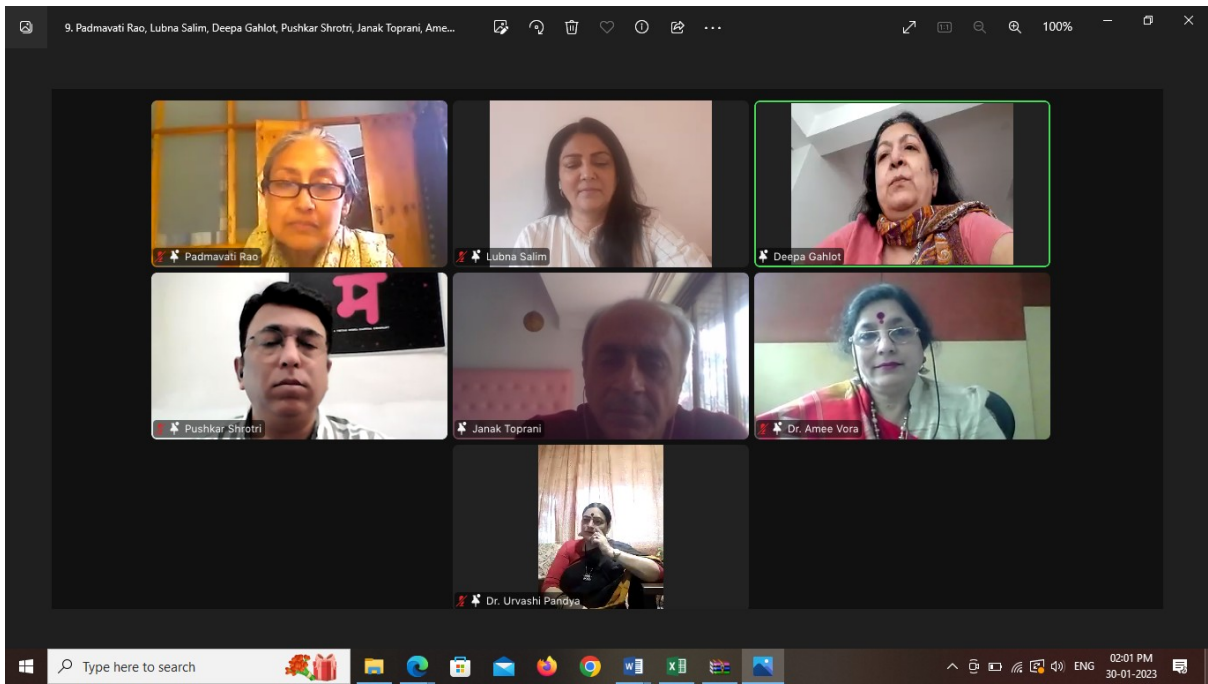 9. Padmavati Rao, Lubna Salim, Deepa Gahlot, Pushkar Shrotri, Janak Toprani, Ame...
100%
Padmavati Rao
Lubna Salim
Deepa Gahlot
म
Pushkar Shrotri
Janak Toprani
Dr. Amee Vora
Dr. Urvashi Pandya
Type here to search
ENG
02:01 PM
30-01-2023